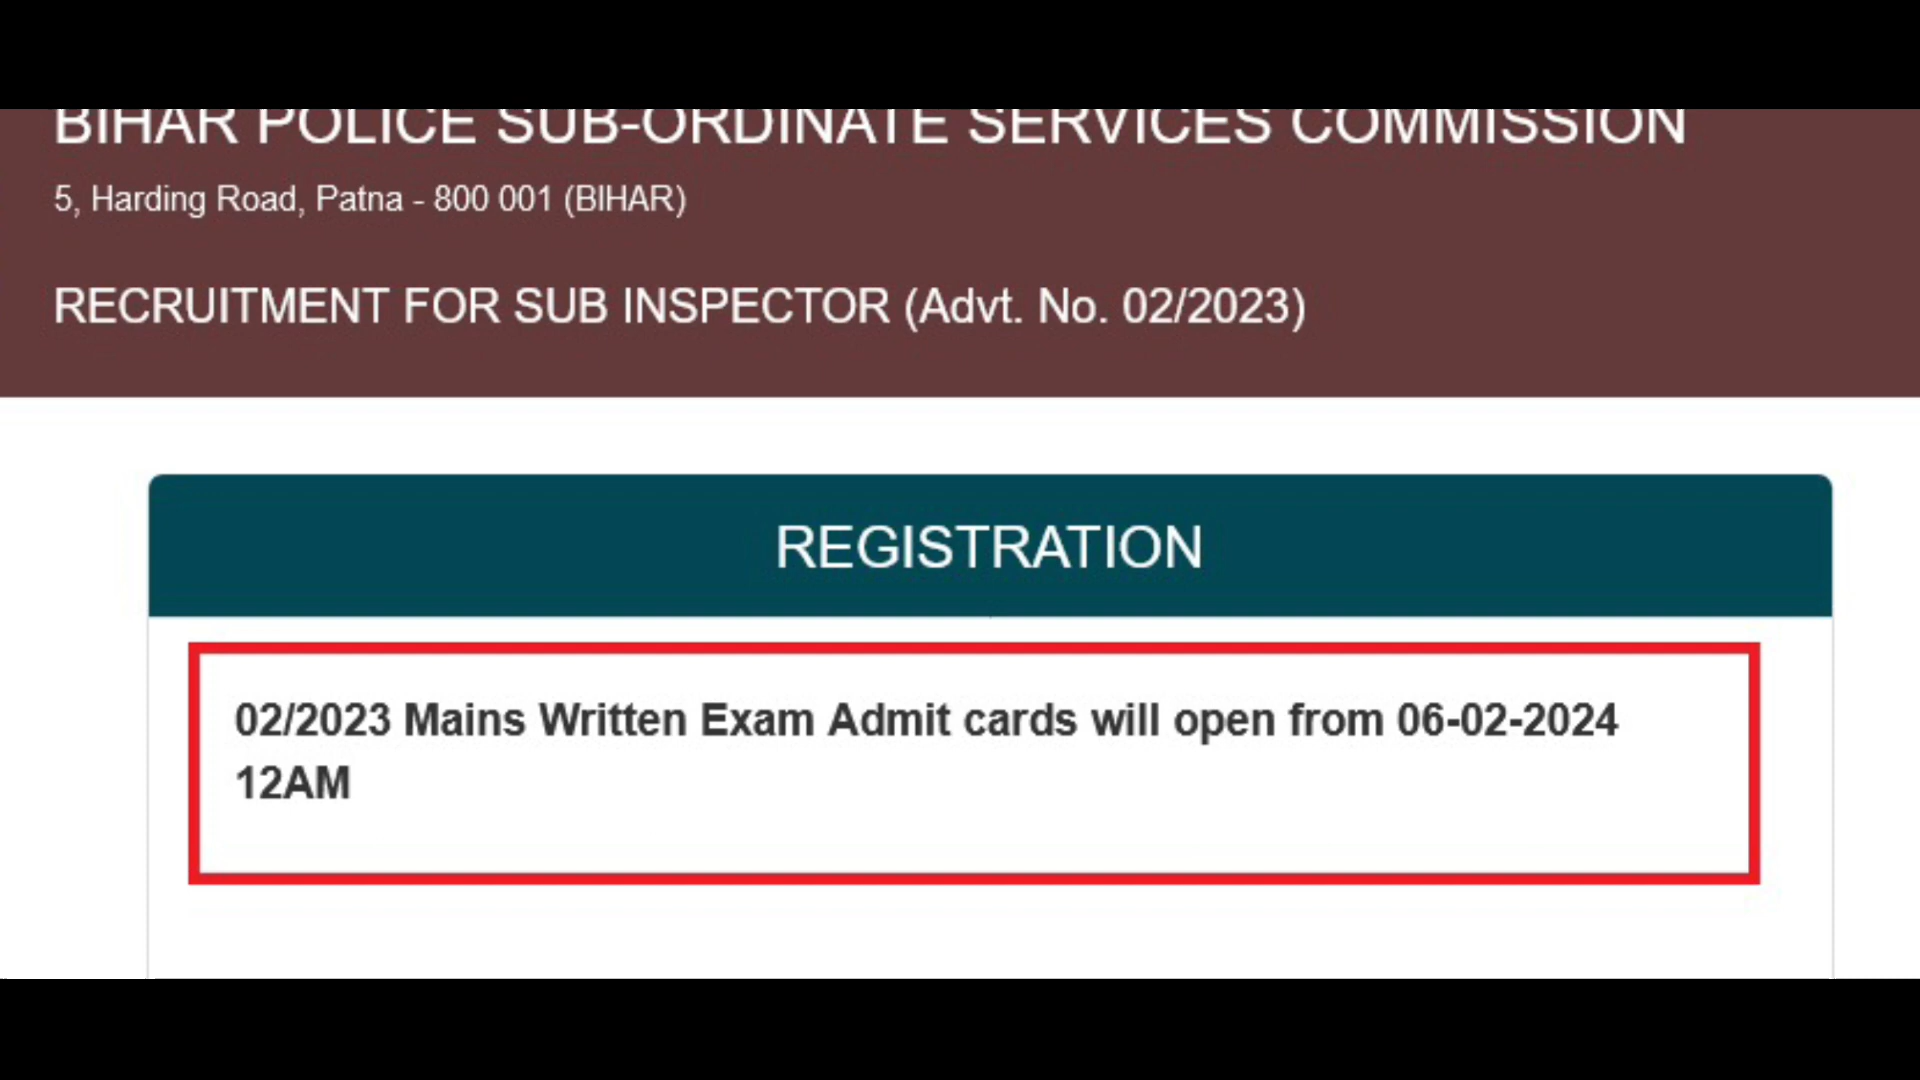 BIHAR POLICE SUB-ORDINATE SERVICES COMMISSION
5, Harding Road, Patna - 800 001 (BIHAR)
RECRUITMENT FOR SUB INSPECTOR (Advt. No. 02/2023)
REGISTRATION
02/2023 Mains Written Exam Admit cards will open from 06-02-2024
12AM